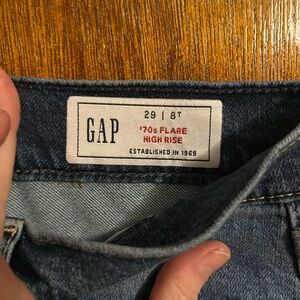 GAP
29 | 8T
'70s FLARE
HIGH RISE
ESTABLISHED IN 1969